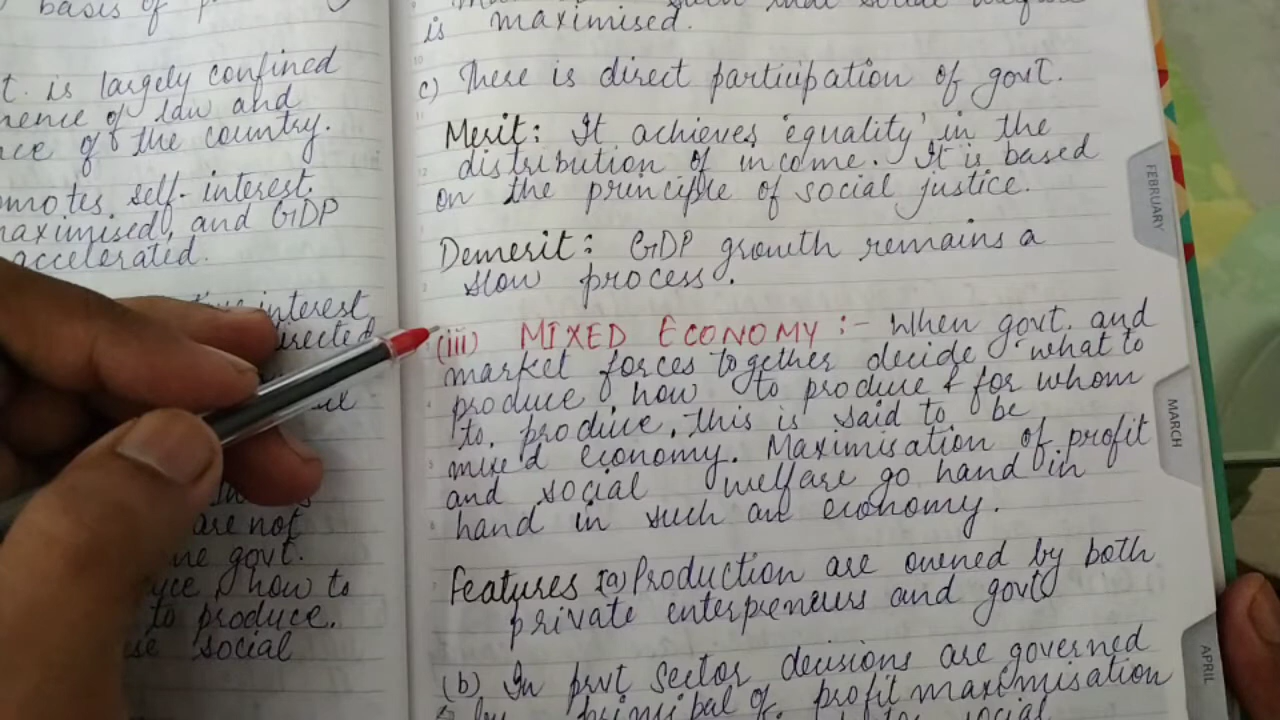 basis of
t. is largely confined
of law and
of the country.
self-interest.
and GDP
accelerated.
interest
are not
govt.
how to
to produce.
social
is maximised.
c) There is direct participation of govt.
Merit: It achieves 'equality' in the
distribution of income. It is based
on the principle of social justice.
Demerit: GDP growth remains a
slow process.
(iii) MIXED ECONOMY :- When govt. and
market forces together decide what to
produce how to produce & for whom
to produce, this is said to be
mixed economy. Maximisation of profit
and social welfare go hand in
hand in such an economy.
Features :(a) Production are owned by both
private enterpreneurs and govt
(b) In prvt sector decisions are governed
by principal of profit maximisation
social
FEBRUARY
MARCH
APRIL